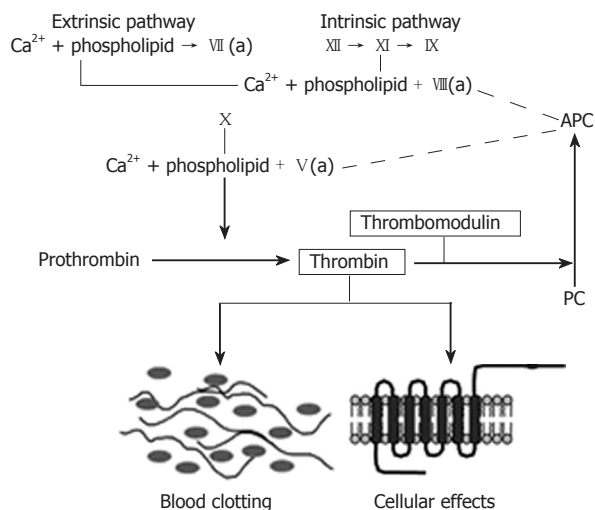 Extrinsic pathway
Intrinsic pathway
Ca²⁺ + phospholipid → Ⅶ (a)
Ⅻ → Ⅺ → Ⅸ
Ca²⁺ + phospholipid + Ⅷ(a)
Ⅹ
APC
Ca²⁺ + phospholipid + Ⅴ(a)
Thrombomodulin
Prothrombin
Thrombin
PC
Blood clotting
Cellular effects